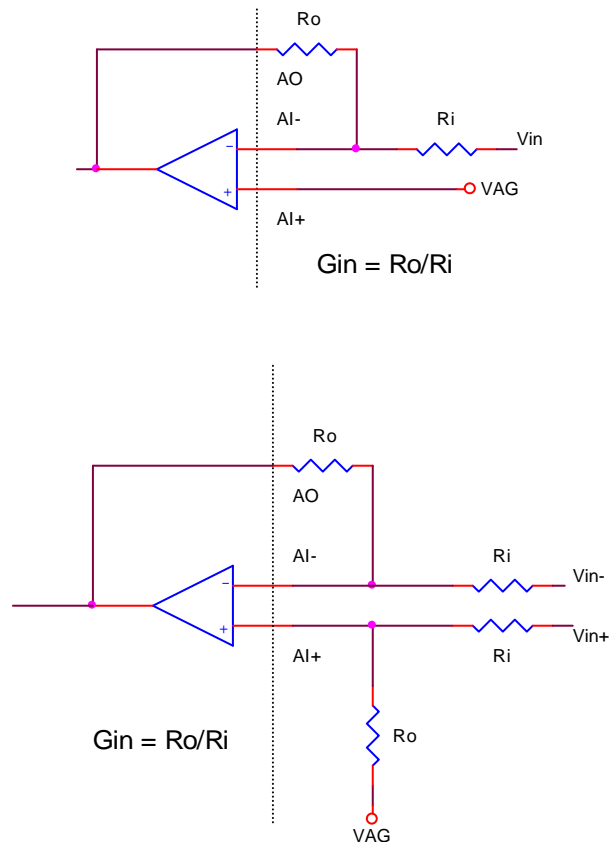 Ro
AO
AI-
Ri
Vin
VAG
AI+
Gin = Ro/Ri
Ro
AO
AI-
Ri
Vin-
Vin+
AI+
Ri
Gin = Ro/Ri
Ro
VAG